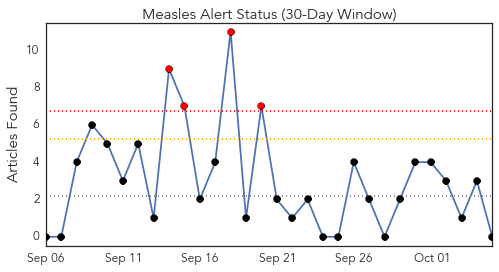 Measles Alert Status (30-Day Window)
Articles Found
10
8
6
4
2
0
Sep 06
Sep 11
Sep 16
Sep 21
Sep 26
Oct 01